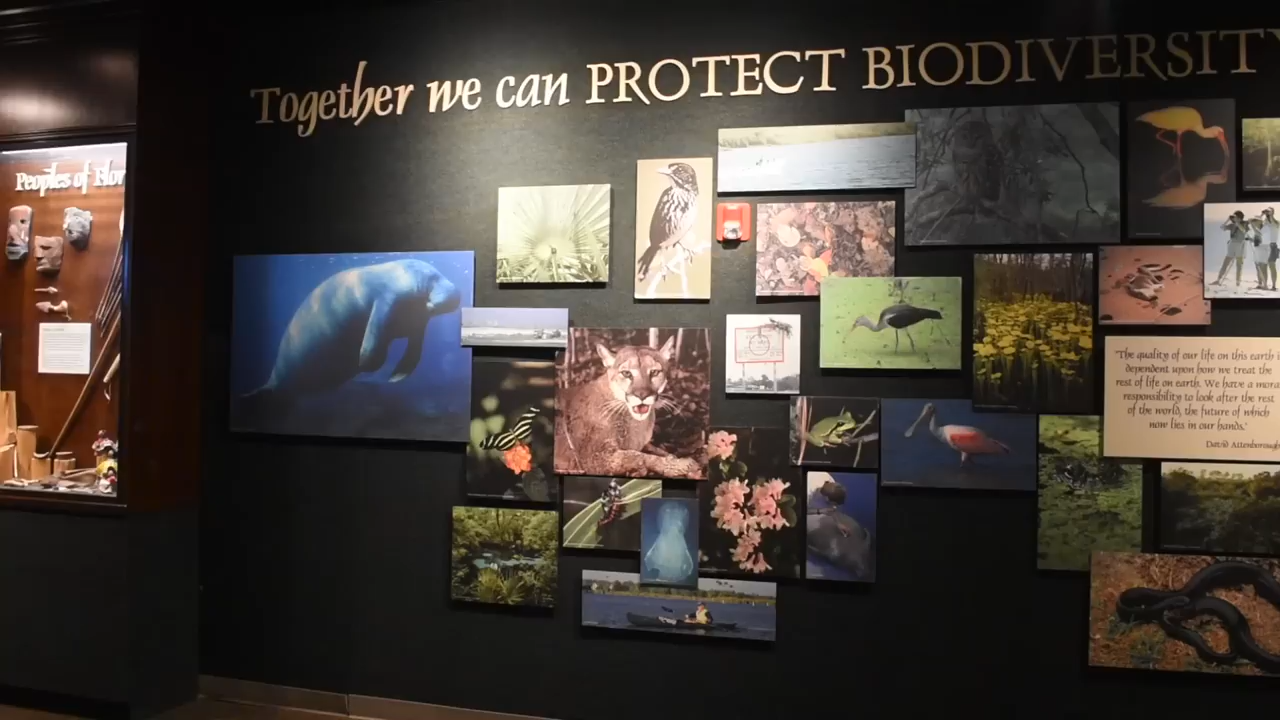 Together we can PROTECT BIODIVERSITY
Peoples of Flor
"The quality of our life on this earth is
dependent upon how we treat the
rest of life on earth. We have a moral
responsibility to look after the rest
of the world, the future of which
now lies in our hands."
David Attenborough